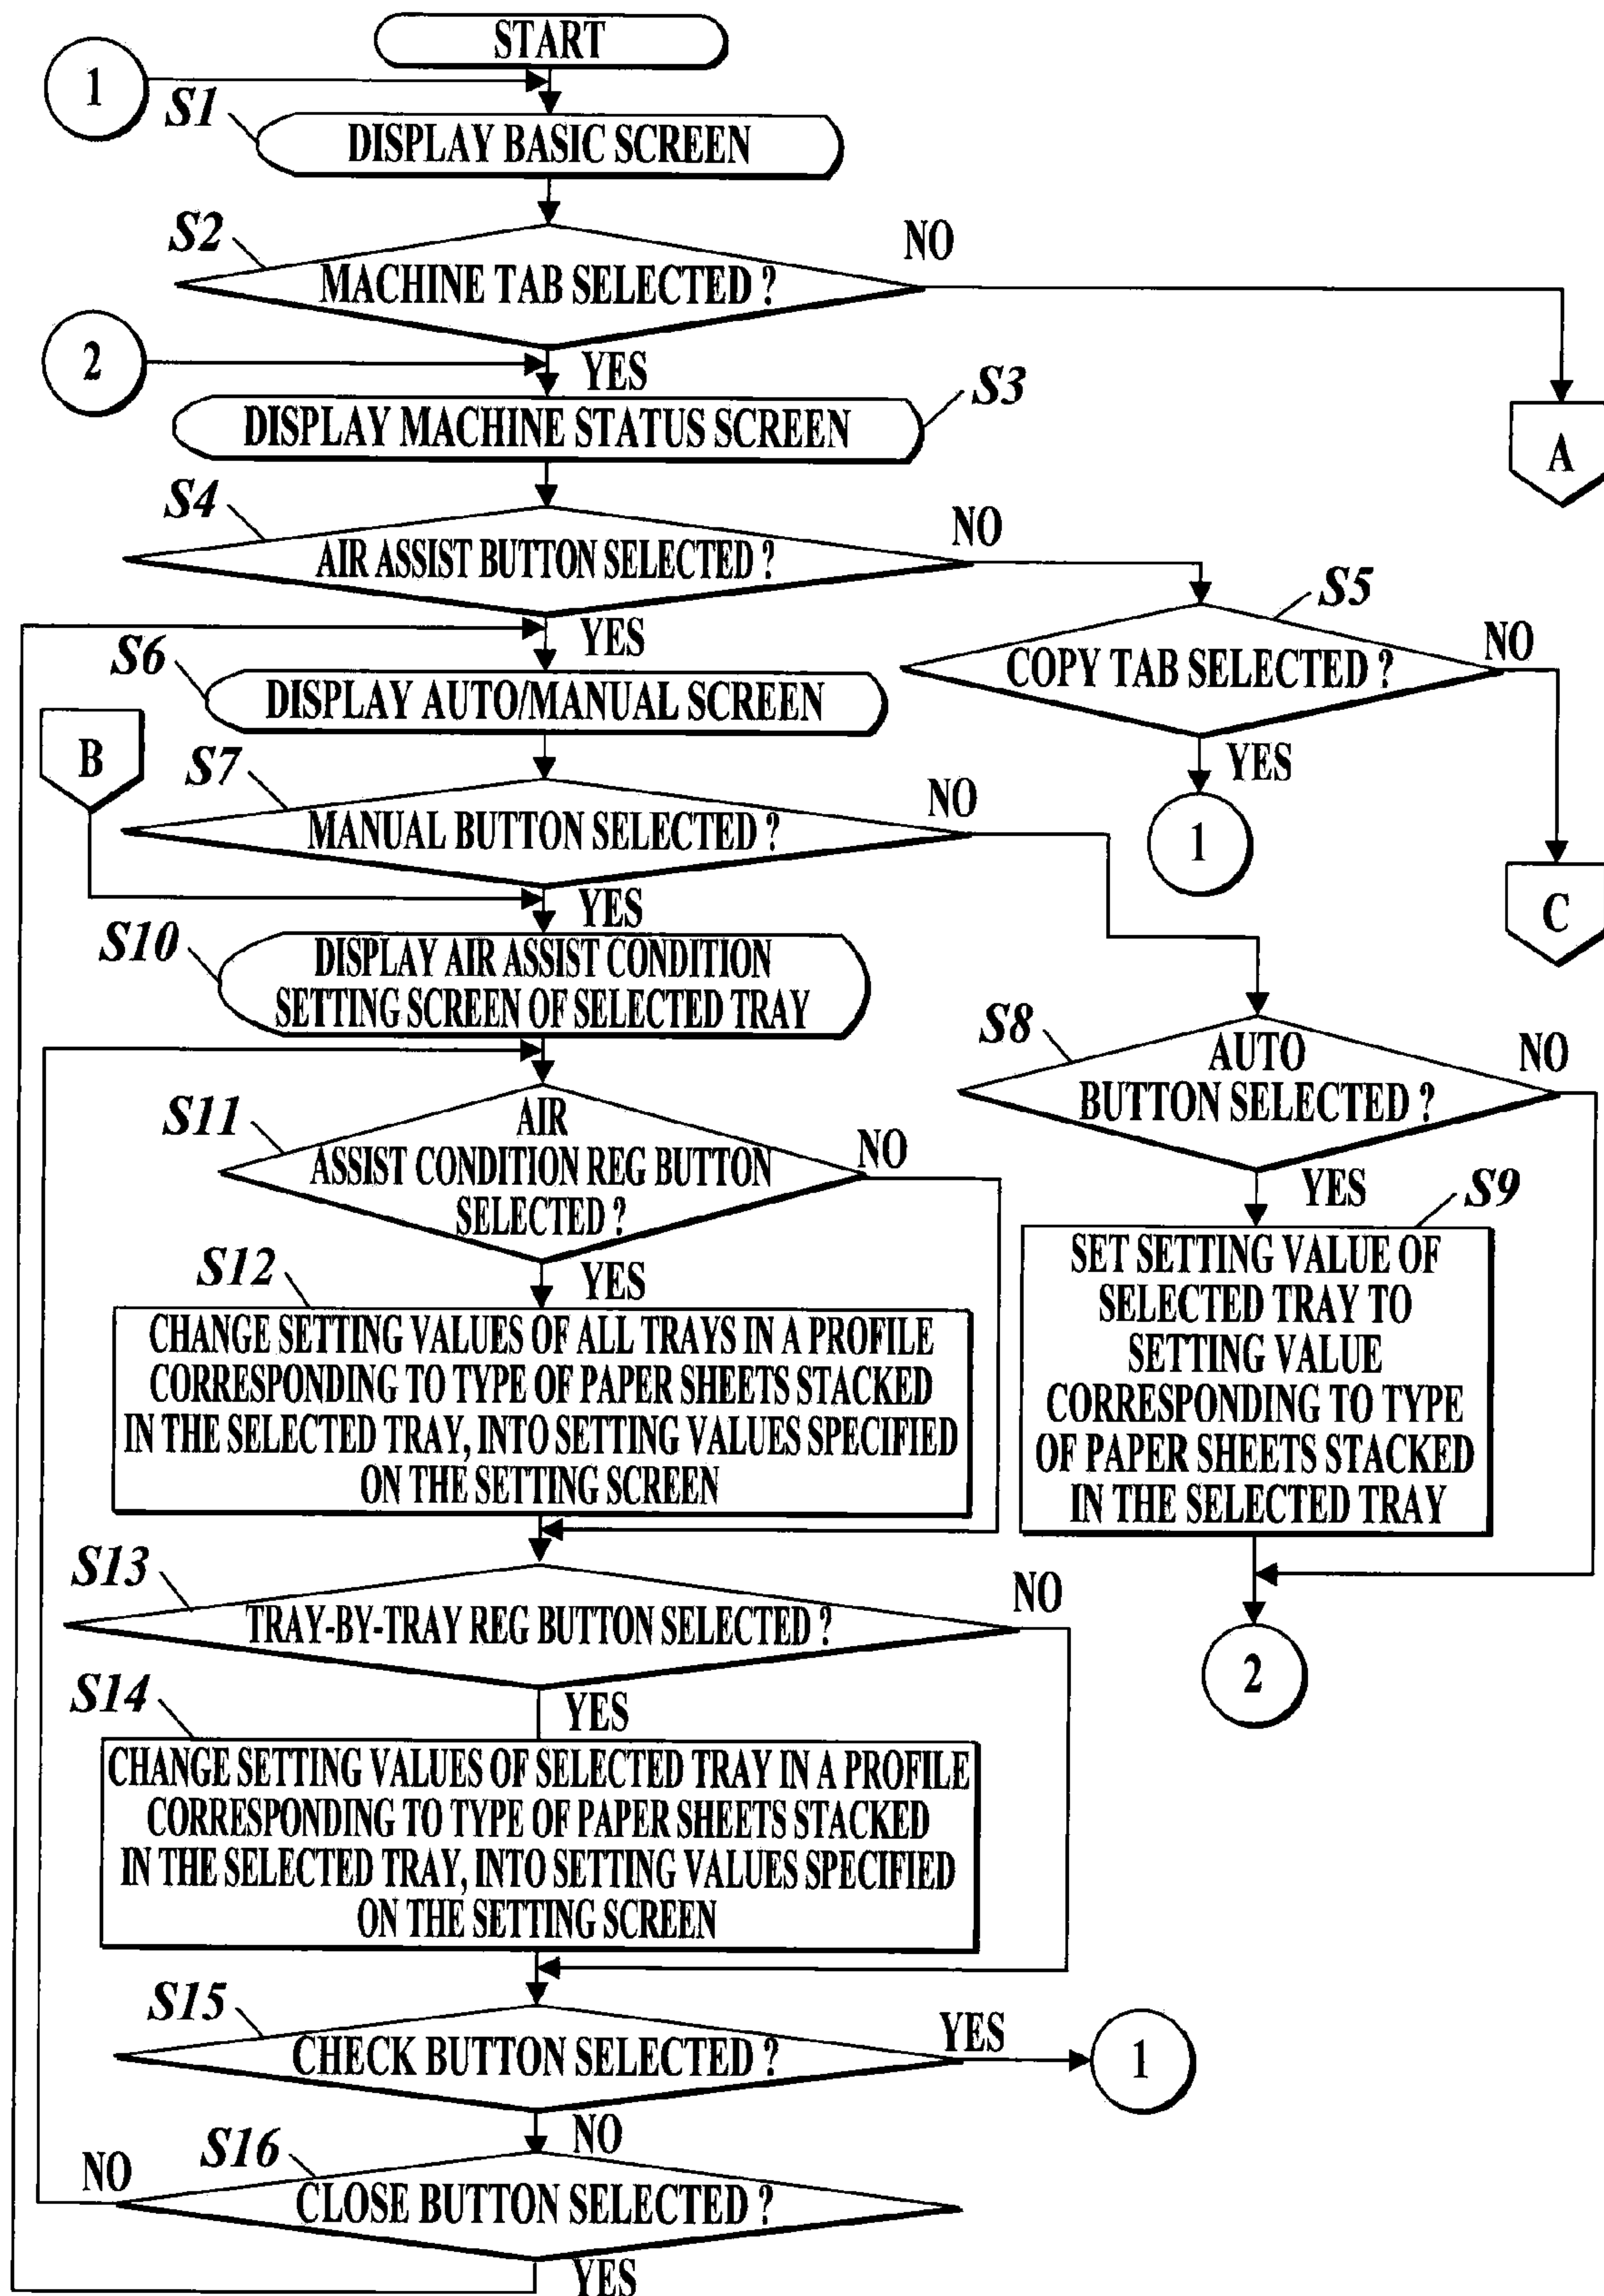 START
1
S1
DISPLAY BASIC SCREEN
S2
NO
MACHINE TAB SELECTED ?
2
YES
S3
DISPLAY MACHINE STATUS SCREEN
A
S4
NO
AIR ASSIST BUTTON SELECTED ?
S5
YES
NO
S6
COPY TAB SELECTED ?
DISPLAY AUTO/MANUAL SCREEN
B
S7
YES
NO
MANUAL BUTTON SELECTED ?
1
YES
C
S10
DISPLAY AIR ASSIST CONDITION
SETTING SCREEN OF SELECTED TRAY
S8
AUTO
BUTTON SELECTED ?
NO
S11
AIR
ASSIST CONDITION REG BUTTON
SELECTED ?
NO
YES
S9
SET SETTING VALUE OF
SELECTED TRAY TO
SETTING VALUE
CORRESPONDING TO TYPE
OF PAPER SHEETS STACKED
IN THE SELECTED TRAY
S12
YES
CHANGE SETTING VALUES OF ALL TRAYS IN A PROFILE
CORRESPONDING TO TYPE OF PAPER SHEETS STACKED
IN THE SELECTED TRAY, INTO SETTING VALUES SPECIFIED
ON THE SETTING SCREEN
S13
NO
TRAY-BY-TRAY REG BUTTON SELECTED ?
2
S14
YES
CHANGE SETTING VALUES OF SELECTED TRAY IN A PROFILE
CORRESPONDING TO TYPE OF PAPER SHEETS STACKED
IN THE SELECTED TRAY, INTO SETTING VALUES SPECIFIED
ON THE SETTING SCREEN
S15
YES
CHECK BUTTON SELECTED ?
1
NO
S16
NO
CLOSE BUTTON SELECTED ?
YES